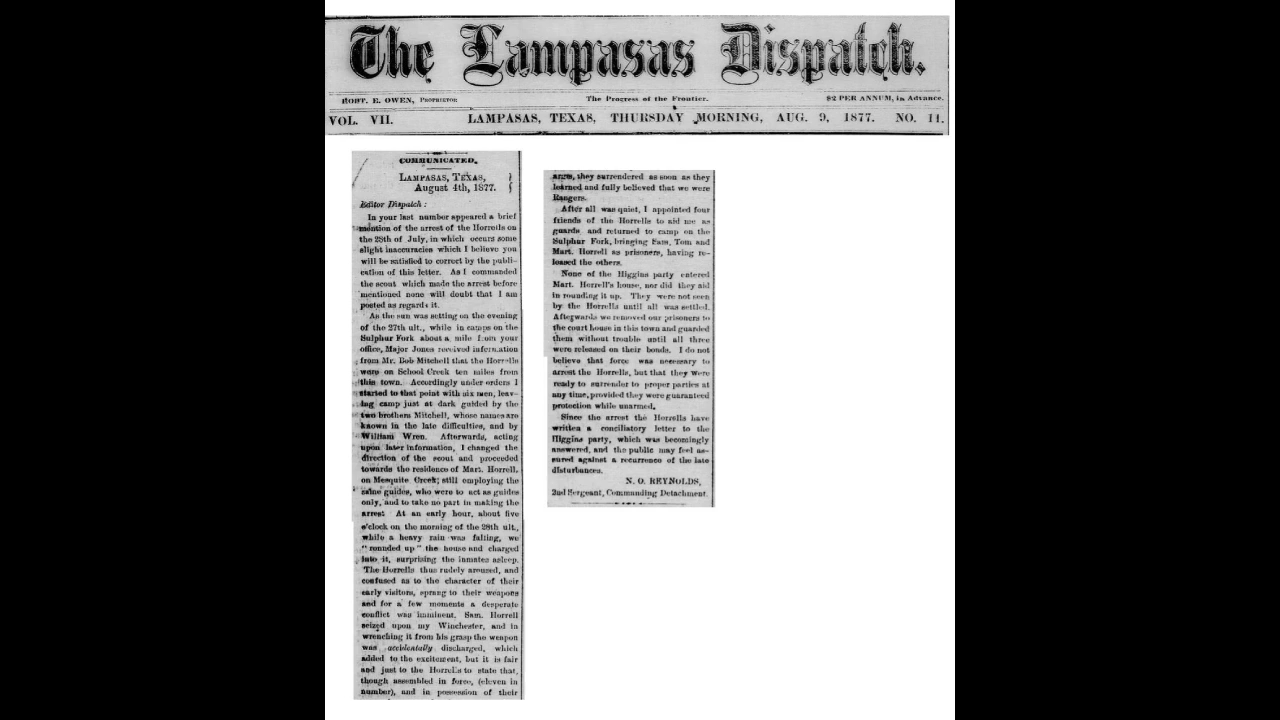 The Lampasas Dispatch.
ROBT. E. OWEN, PROPRIETOR
The Progress of the Frontier.
$2 PER ANNUM, in Advance.
VOL. VII.
LAMPASAS, TEXAS, THURSDAY MORNING, AUG. 9, 1877.
NO. 11.
COMMUNICATED.
LAMPASAS, TEXAS,
August 4th, 1877.
Editor Dispatch:
In your last number appeared a brief
mention of the arrest of the Horrells on
the 28th of July, in which occurs some
slight inaccuracies which I believe you
will be satisfied to correct by the publi-
cation of this letter. As I commanded
the scout which made the arrest before
mentioned none will doubt that I am
posted as regards it.
As the sun was setting on the evening
of the 27th ult., while in camps on the
Sulphur Fork about a mile from your
office, Major Jones received information
from Mr. Bob Mitchell that the Horrells
were on School Creek ten miles from
this town. Accordingly under orders I
started to that point with six men, leav-
ing camp just at dark guided by the
two brothers Mitchell, whose names are
known in the late difficulties, and by
William Wren. Afterwards, acting
upon later information, I changed the
direction of the scout and proceeded
towards the residence of Mart. Horrell,
on Mesquite Creek; still employing the
same guides, who were to act as guides
only, and to take no part in making the
arrest. At an early hour, about five
o'clock on the morning of the 28th ult.,
while a heavy rain was falling, we
"rounded up" the house and charged
into it, surprising the inmates asleep.
The Horrells thus rudely aroused, and
confused as to the character of their
early visitors, sprang to their weapons
and for a few moments a desperate
conflict was imminent. Sam. Horrell
seized upon my Winchester, and in
wrenching it from his grasp the weapon
was accidentally discharged, which
added to the excitement, but it is fair
and just to the Horrells to state that,
though assembled in force, (eleven in
number), and in possession of their
arms, they surrendered as soon as they
learned and fully believed that we were
Rangers.
After all was quiet, I appointed four
friends of the Horrells to aid me as
guards and returned to camp on the
Sulphur Fork, bringing Sam, Tom and
Mart. Horrell as prisoners, having re-
leased the others.
None of the Higgins party entered
Mart. Horrell's house, nor did they aid
in rounding it up. They were not seen
by the Horrells until all was settled.
Afterwards we removed our prisoners to
the court house in this town and guarded
them without trouble until all three
were released on their bonds. I do not
believe that force was necessary to
arrest the Horrells, but that they were
ready to surrender to proper parties at
any time, provided they were guaranteed
protection while unarmed.
Since the arrest the Horrells have
written a conciliatory letter to the
Higgins party, which was becomingly
answered, and the public may feel as-
sured against a recurrence of the late
disturbances.
N. O. REYNOLDS,
2nd Sergeant, Commanding Detachment.